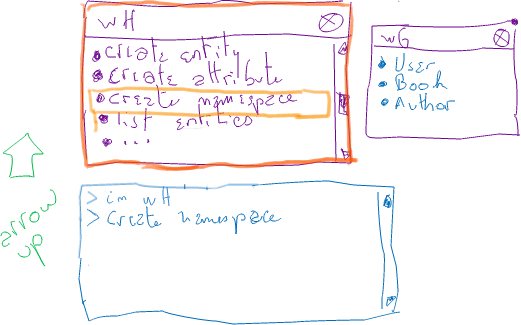 wH
create entity
create attribute
create namespace
list entities
...
wG
User
Book
Author
arrow
up
> im wH
> create namespace